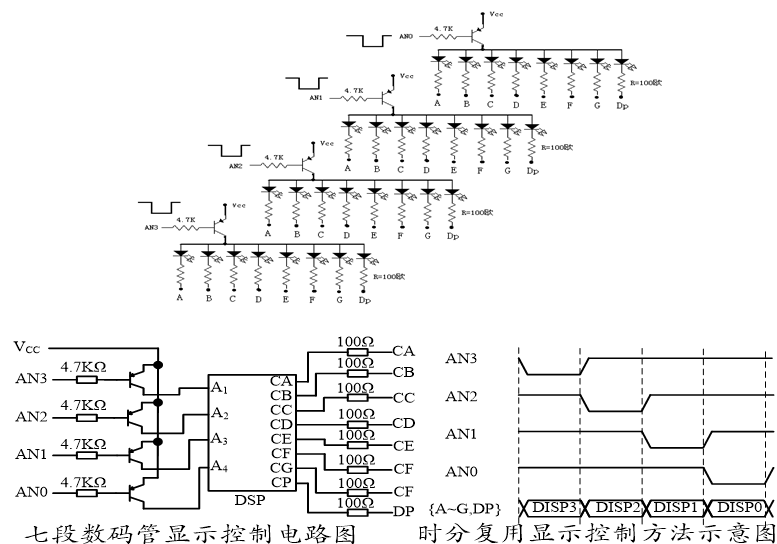 Vcc
AN0 4.7K
A B C D E F G Dp
R=100欧
Vcc
AN1 4.7K
A B C D E F G Dp
R=100欧
Vcc
AN2 4.7K
A B C D E F G Dp
R=100欧
Vcc
AN3 4.7K
A B C D E F G Dp
R=100欧
VCC
AN3 4.7KΩ
AN2 4.7KΩ
AN1 4.7KΩ
AN0 4.7KΩ
A1
A2
A3
A4
CA
CB
CC
CD
CE
CF
CG
CP
DSP
100Ω CA
100Ω CB
100Ω CC
100Ω CD
100Ω CE
100Ω CF
100Ω CF
100Ω DP
七段数码管显示控制电路图
AN3
AN2
AN1
AN0
{A~G,DP} DISP3 DISP2 DISP1 DISP0
时分复用显示控制方法示意图